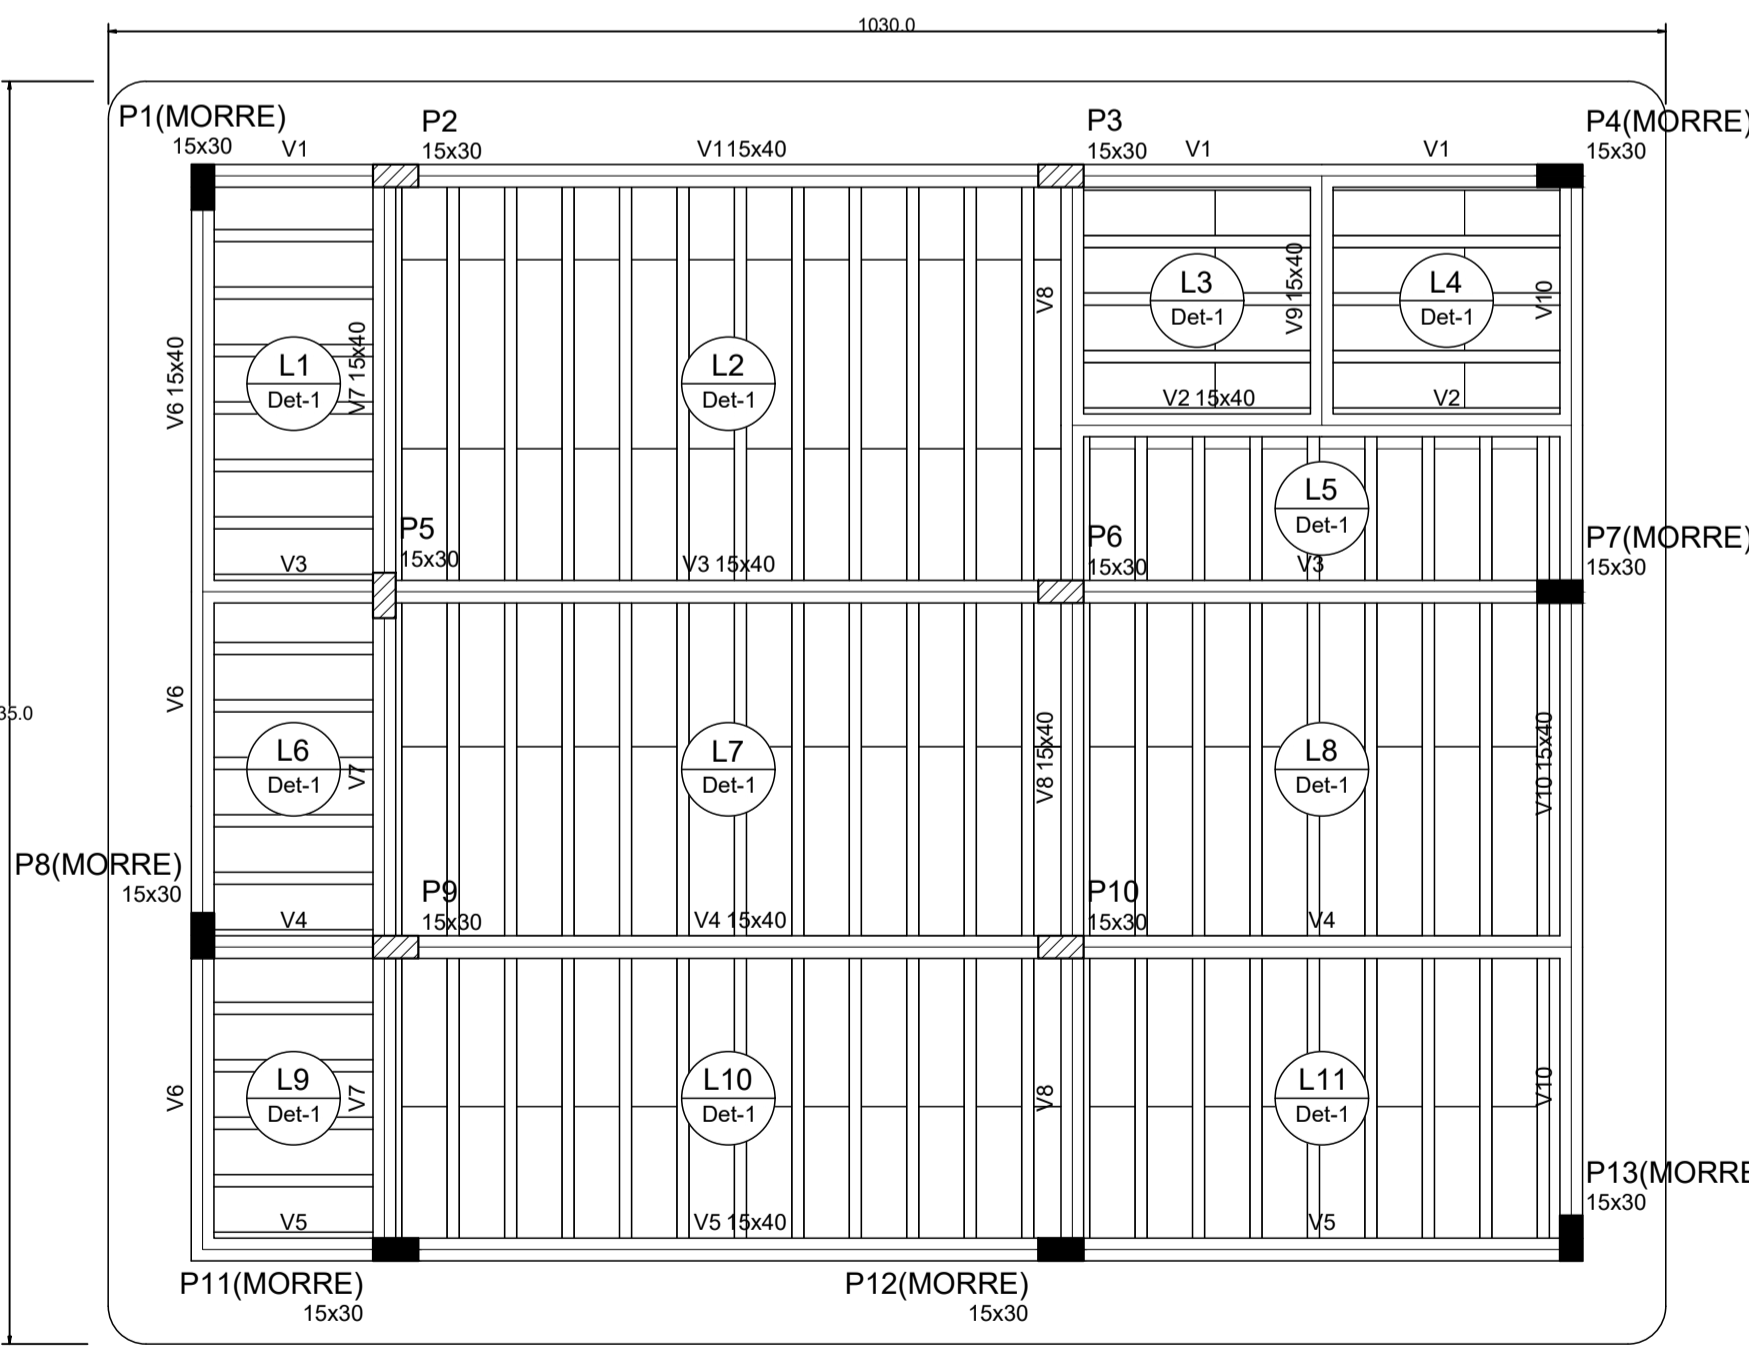 1030.0
P1(MORRE)
15x30
V1
P2
15x30
V115x40
P3
15x30
V1
V1
P4(MORRE)
15x30
V6 15x40
L1
Det-1
V7 15x40
L2
Det-1
V8
L3
Det-1
V9 15x40
L4
Det-1
V10
V2 15x40
V2
L5
Det-1
P5
15x30
V3
V3 15x40
P6
15x30
V3
P7(MORRE)
15x30
35.0
V6
L6
Det-1
V7
L7
Det-1
V8 15x40
L8
Det-1
V10 15x40
P8(MORRE)
15x30
V4
P9
15x30
V4 15x40
P10
15x30
V4
V6
L9
Det-1
V7
L10
Det-1
V8
L11
Det-1
V10
P13(MORRE
15x30
V5
V5 15x40
V5
P11(MORRE)
15x30
P12(MORRE)
15x30